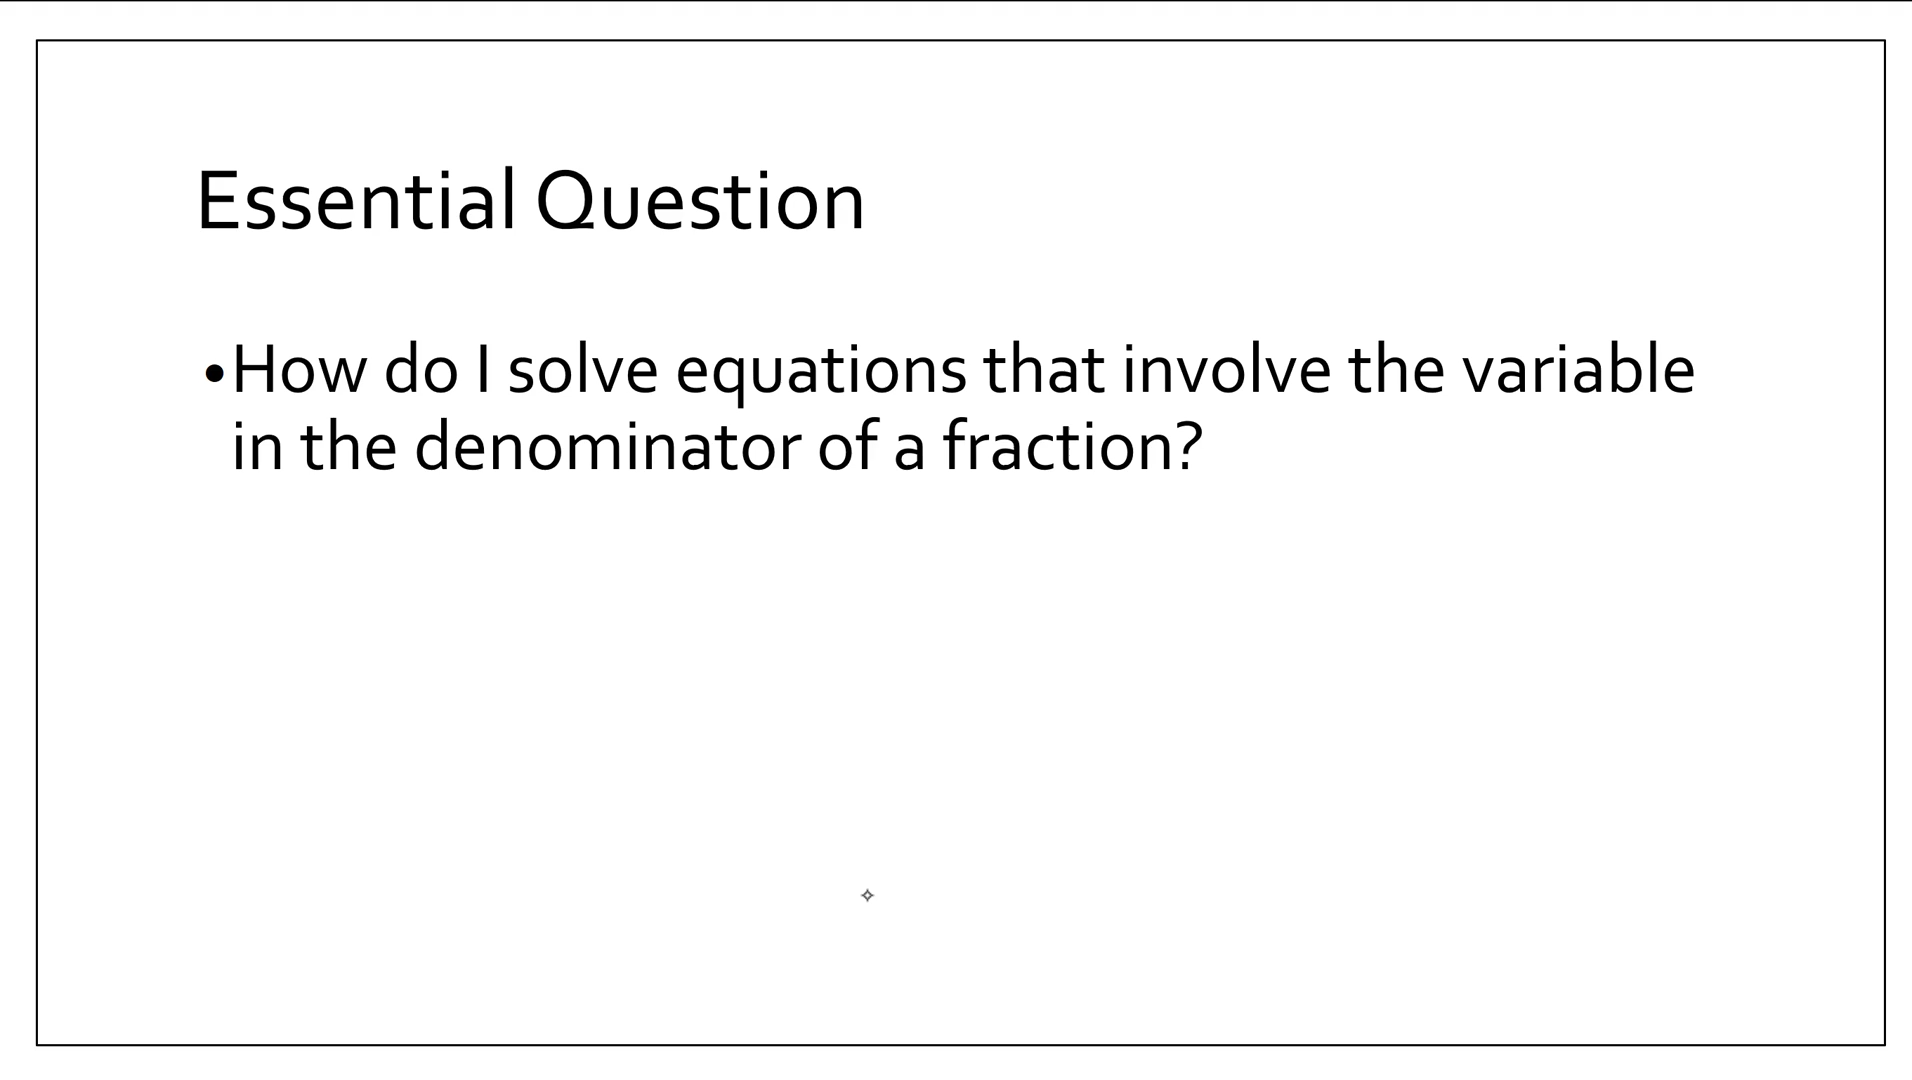 Essential Question
•How do I solve equations that involve the variable
in the denominator of a fraction?